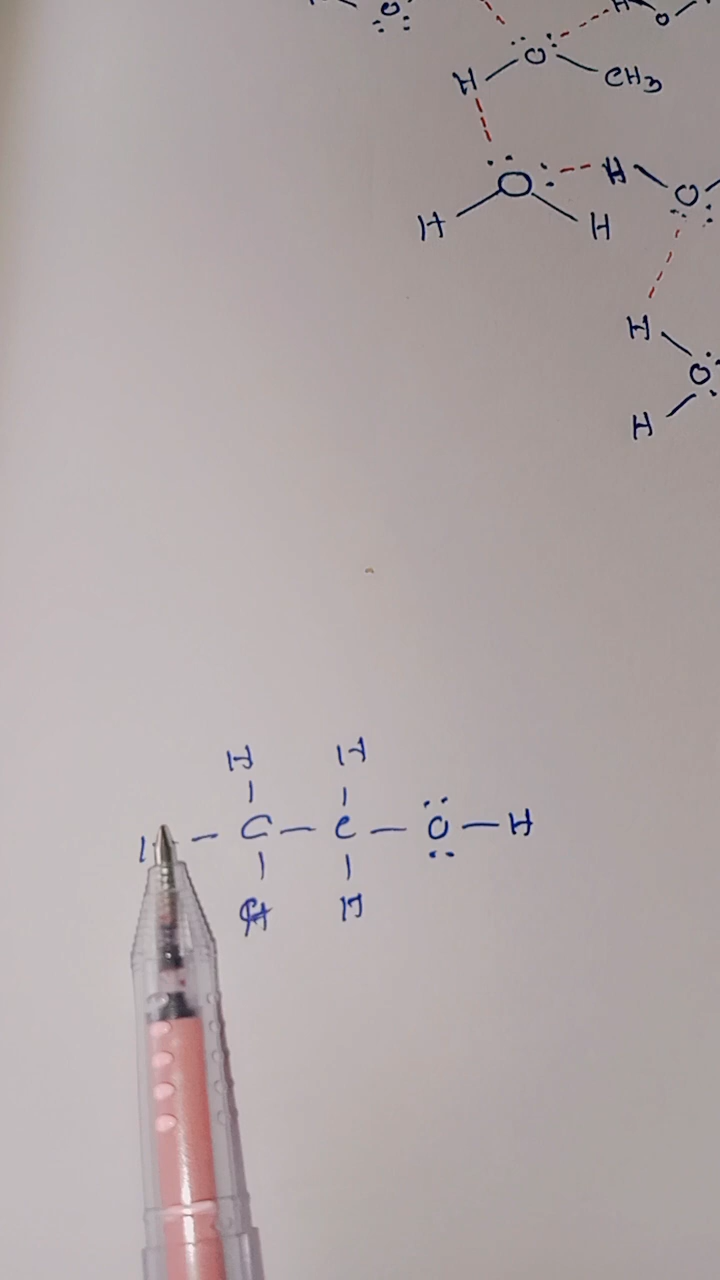 Ö: H O
H - Ö: - CH3
Ö: H - O
H H
H
O:
H
H H
- C - C - Ö - H
H H